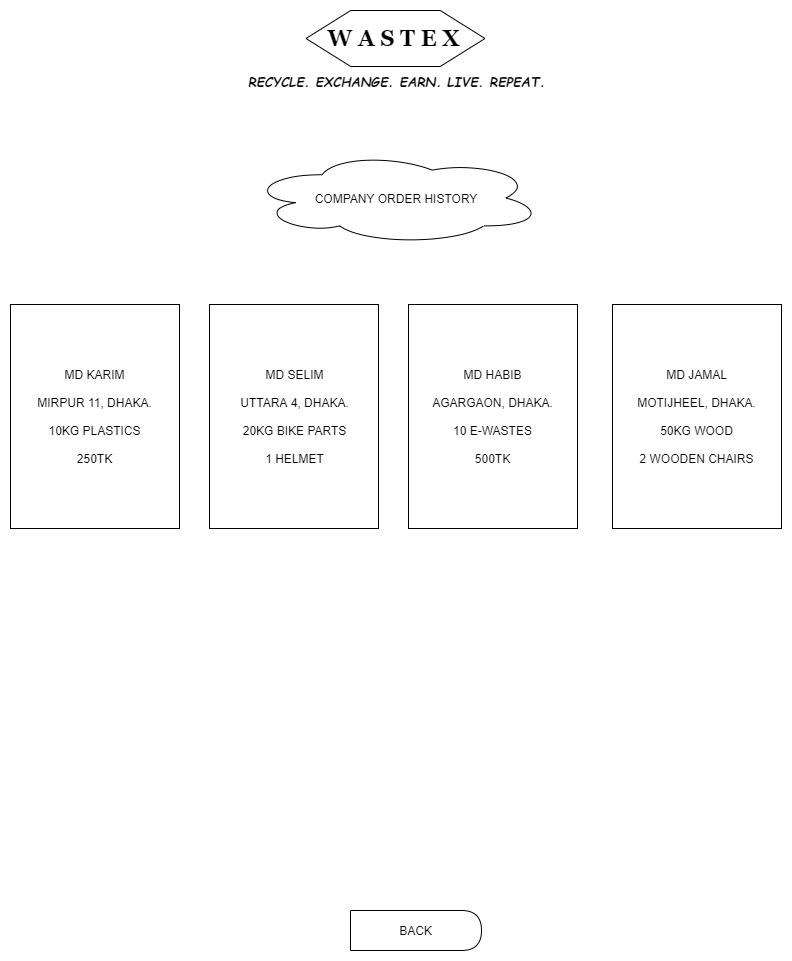 WASTEX
RECYCLE. EXCHANGE. EARN. LIVE. REPEAT.
COMPANY ORDER HISTORY
MD KARIM
MIRPUR 11, DHAKA.
10KG PLASTICS
250TK
MD SELIM
UTTARA 4, DHAKA.
20KG BIKE PARTS
1 HELMET
MD HABIB
AGARGAON, DHAKA.
10 E-WASTES
500TK
MD JAMAL
MOTIJHEEL, DHAKA.
50KG WOOD
2 WOODEN CHAIRS
BACK